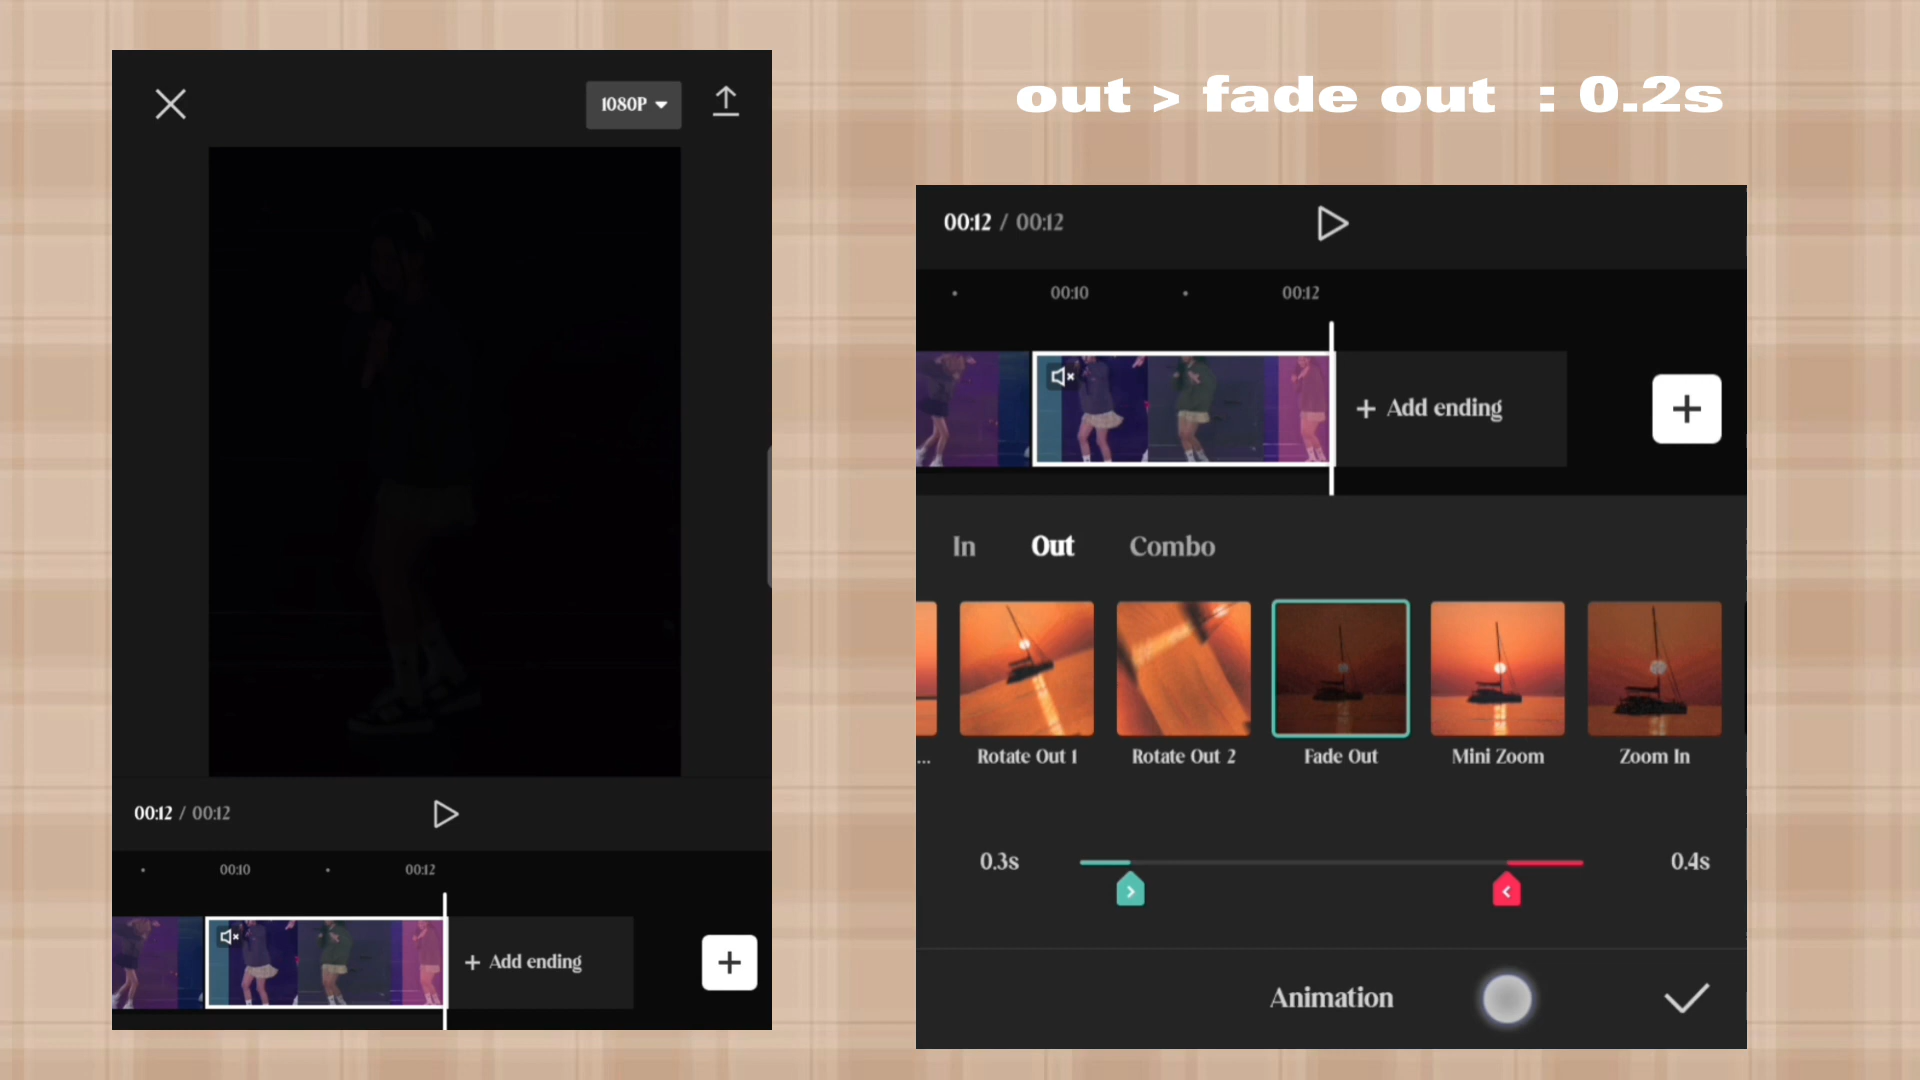 out > fade out : 0.2s
1080P
00:12 / 00:12
00:10
00:12
+ Add ending
00:12 / 00:12
00:10
00:12
+ Add ending
In
Out
Combo
...
Rotate Out 1
Rotate Out 2
Fade Out
Mini Zoom
Zoom In
0.3s
0.4s
Animation